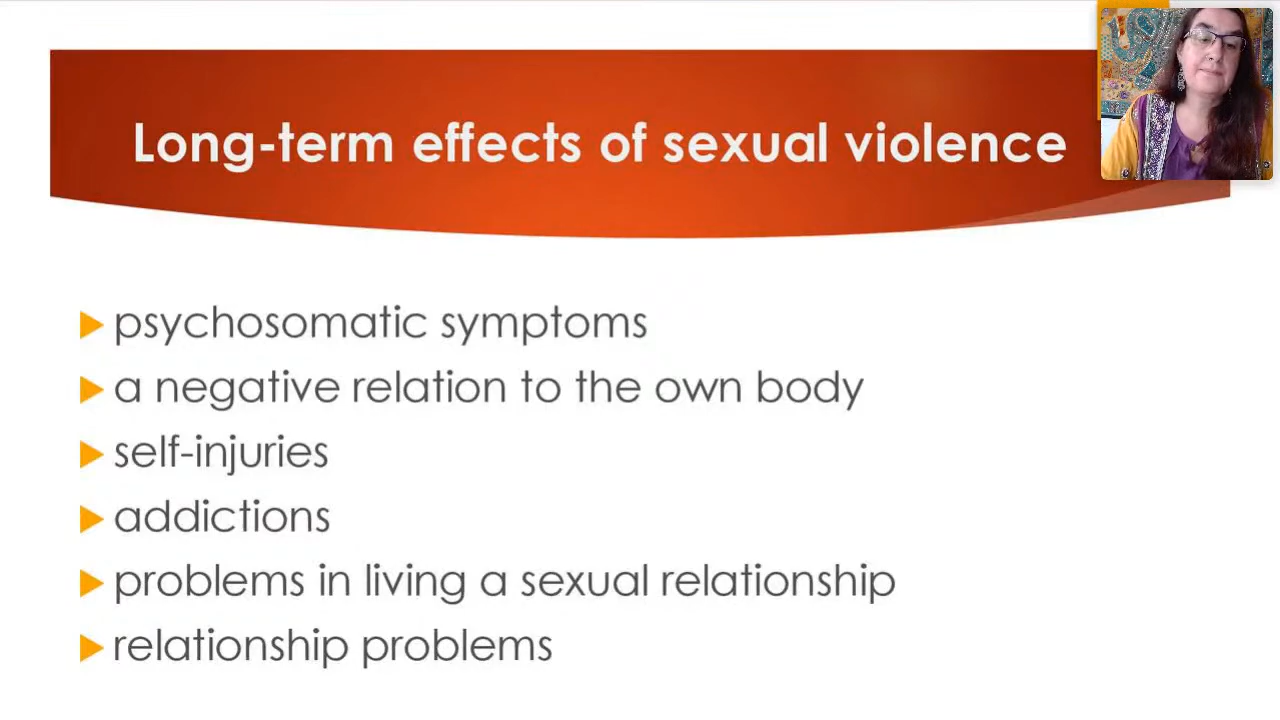 Long-term effects of sexual violence
psychosomatic symptoms
a negative relation to the own body
self-injuries
addictions
problems in living a sexual relationship
relationship problems